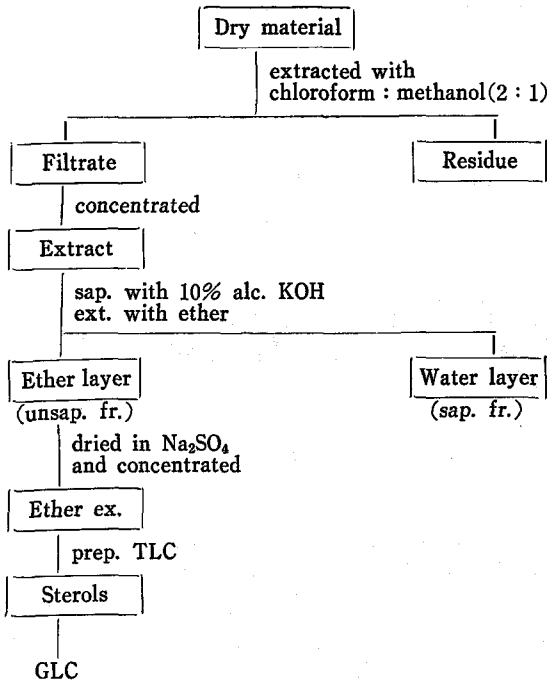 Dry material
extracted with
chloroform : methanol(2 : 1)
Filtrate
Residue
concentrated
Extract
sap. with 10% alc. KOH
ext. with ether
Ether layer
(unsap. fr.)
Water layer
(sap. fr.)
dried in Na₂SO₄
and concentrated
Ether ex.
prep. TLC
Sterols
GLC